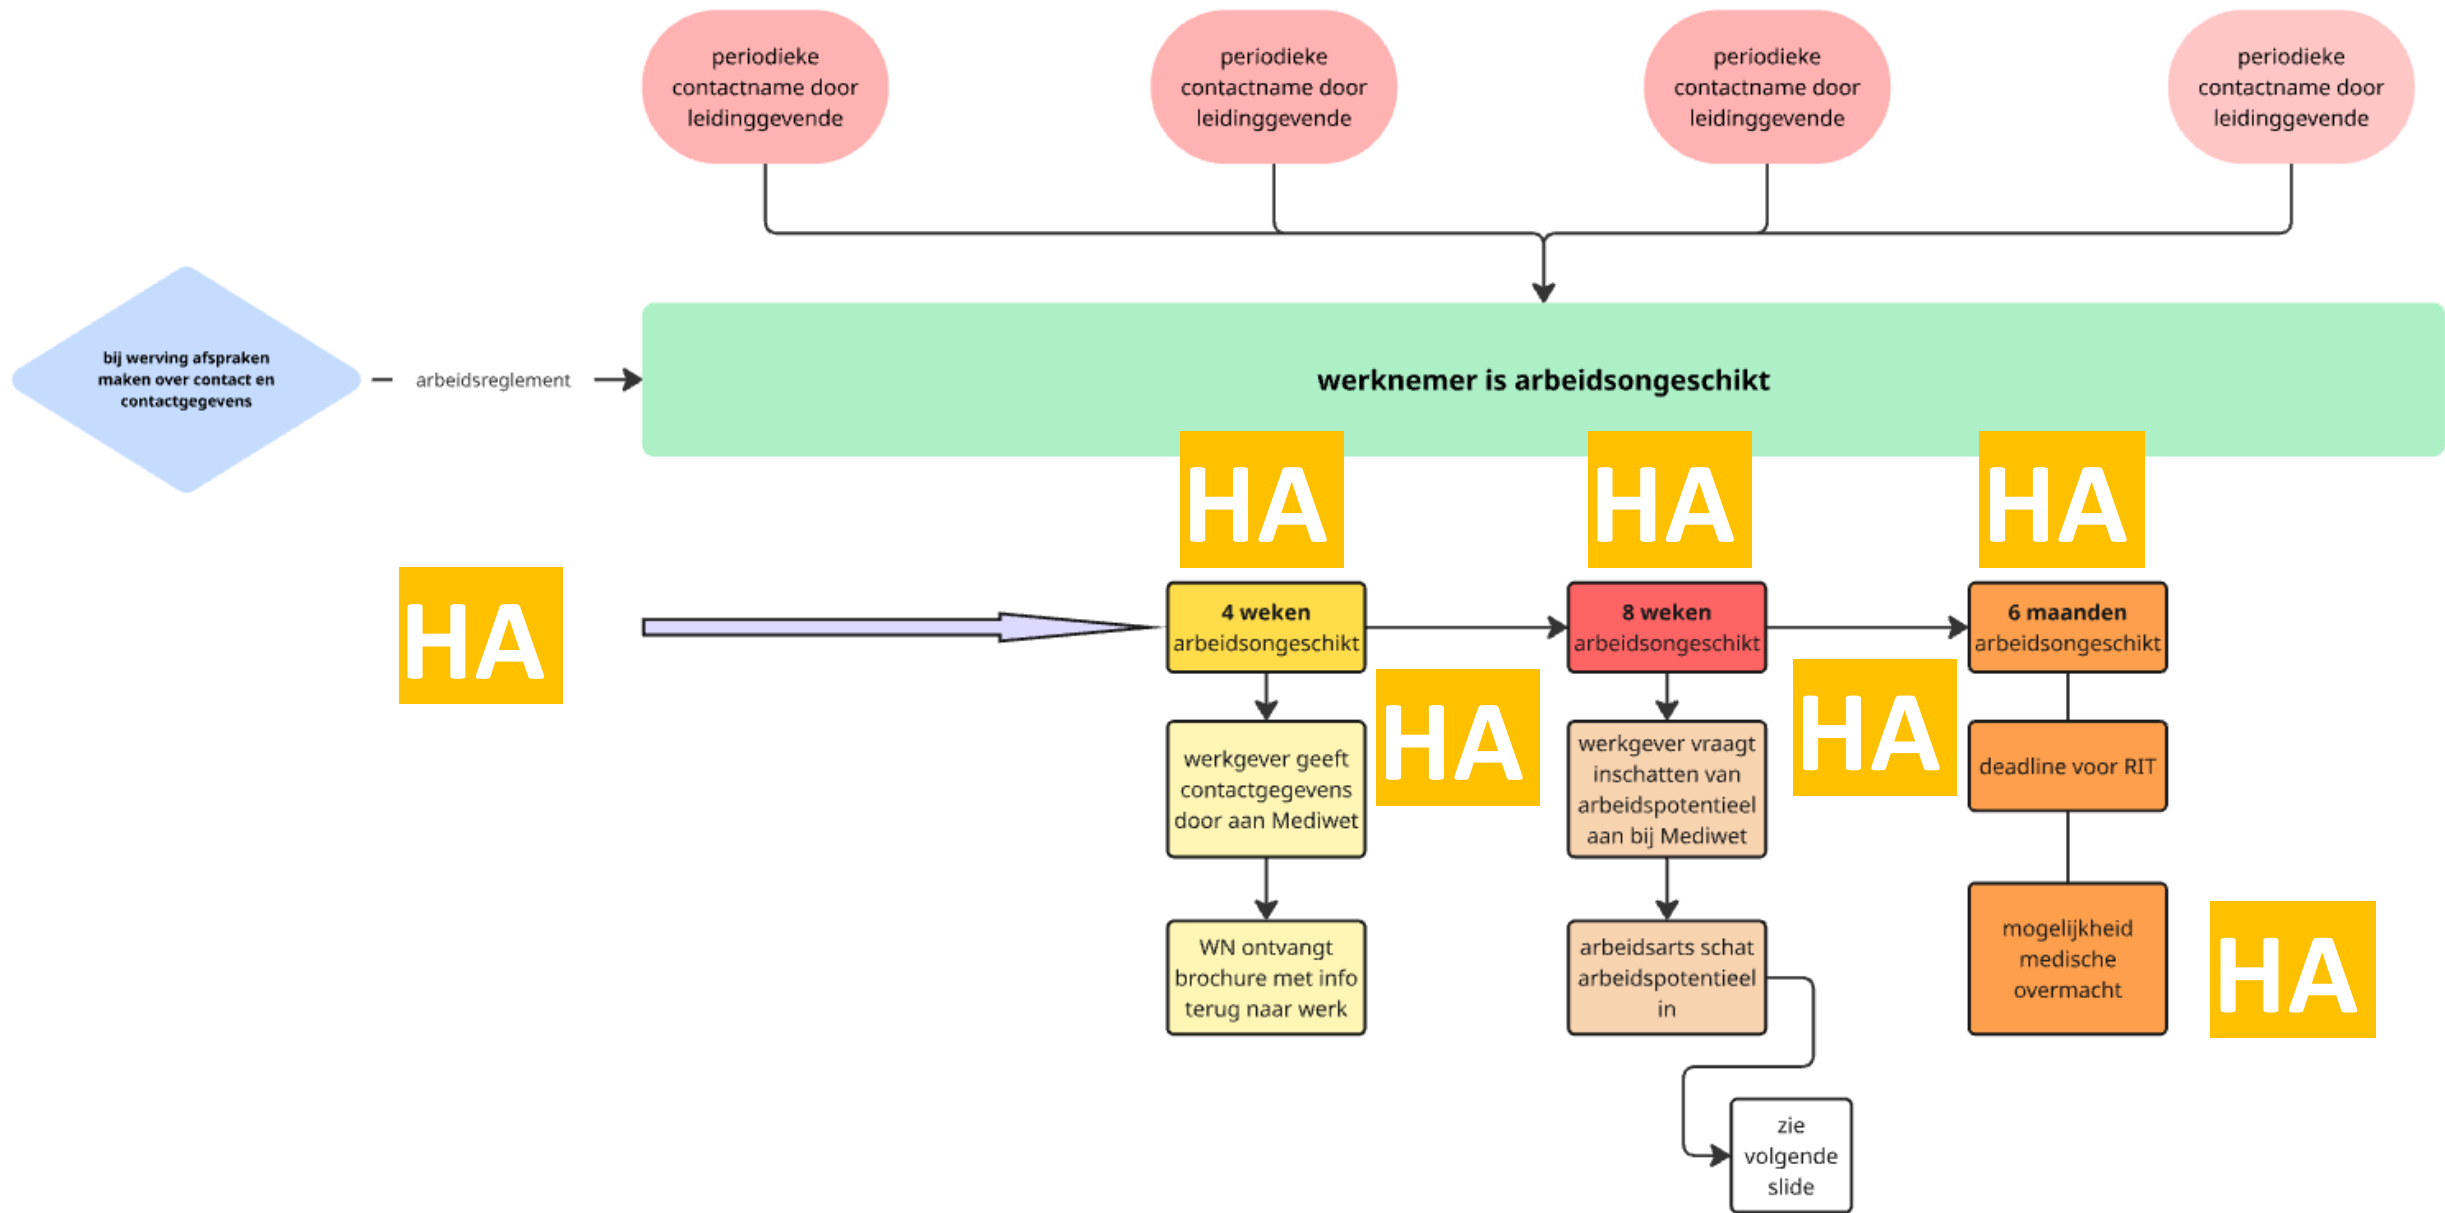 periodieke
contactname door
leidinggevende
periodieke
contactname door
leidinggevende
periodieke
contactname door
leidinggevende
periodieke
contactname door
leidinggevende
bij werving afspraken
maken over contact en
contactgegevens
arbeidsreglement
werknemer is arbeidsongeschikt
HA
HA
HA
HA
4 weken
arbeidsongeschikt
8 weken
arbeidsongeschikt
6 maanden
arbeidsongeschikt
HA
HA
werkgever geeft
contactgegevens
door aan Mediwet
werkgever vraagt
inschatten van
arbeidspotentieel
aan bij Mediwet
deadline voor RIT
WN ontvangt
brochure met info
terug naar werk
arbeidsarts schat
arbeidspotentieel
in
mogelijkheid
medische
overmacht
HA
zie
volgende
slide